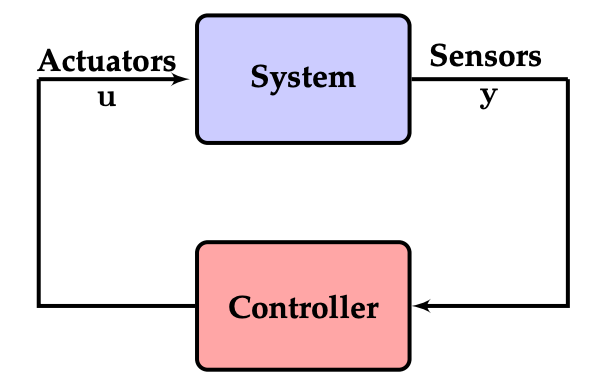 Actuators
u
System
Sensors
y
Controller